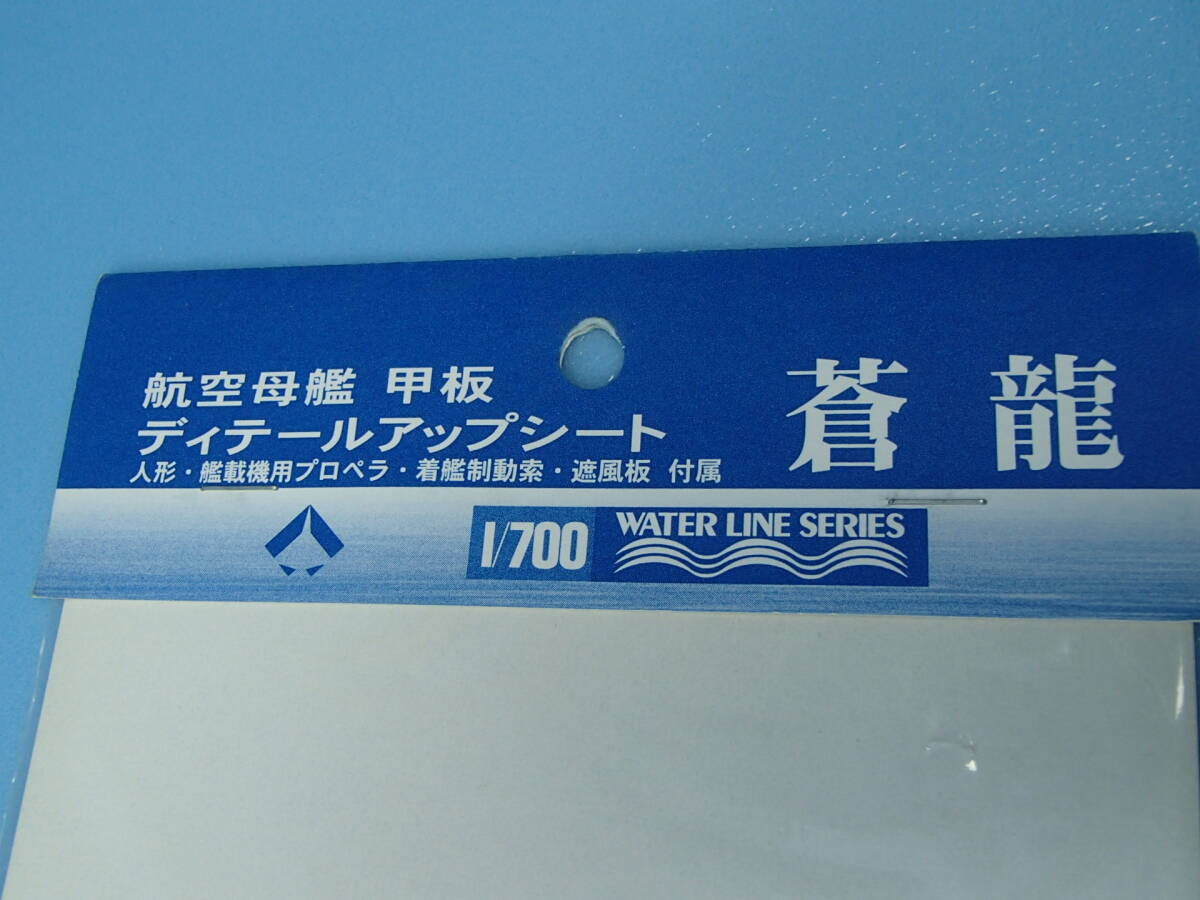 航空母艦 甲板
ディテールアップシート
人形・艦載機用プロペラ・着艦制動索・遮風板 付属
蒼龍
1/700 WATER LINE SERIES